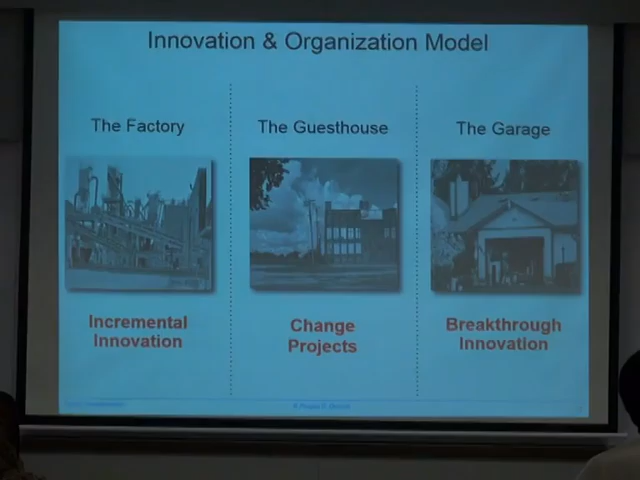 Innovation & Organization Model
The Factory
The Guesthouse
The Garage
Incremental
Innovation
Change
Projects
Breakthrough
Innovation